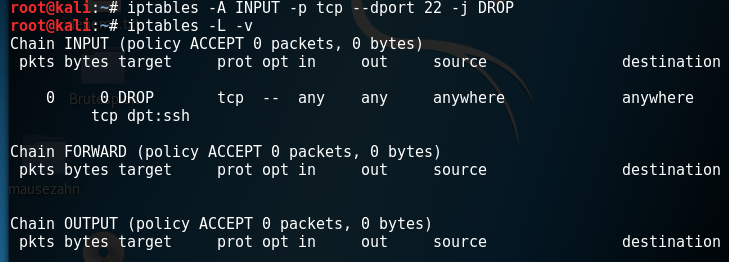 root@kali:~# iptables -A INPUT -p tcp --dport 22 -j DROP
root@kali:~# iptables -L -v
Chain INPUT (policy ACCEPT 0 packets, 0 bytes)
 pkts bytes target     prot opt in     out     source               destination
    0     0 DROP       tcp  --  any    any     anywhere             anywhere
         tcp dpt:ssh
Chain FORWARD (policy ACCEPT 0 packets, 0 bytes)
 pkts bytes target     prot opt in     out     source               destination
mausezahn
Chain OUTPUT (policy ACCEPT 0 packets, 0 bytes)
 pkts bytes target     prot opt in     out     source               destination